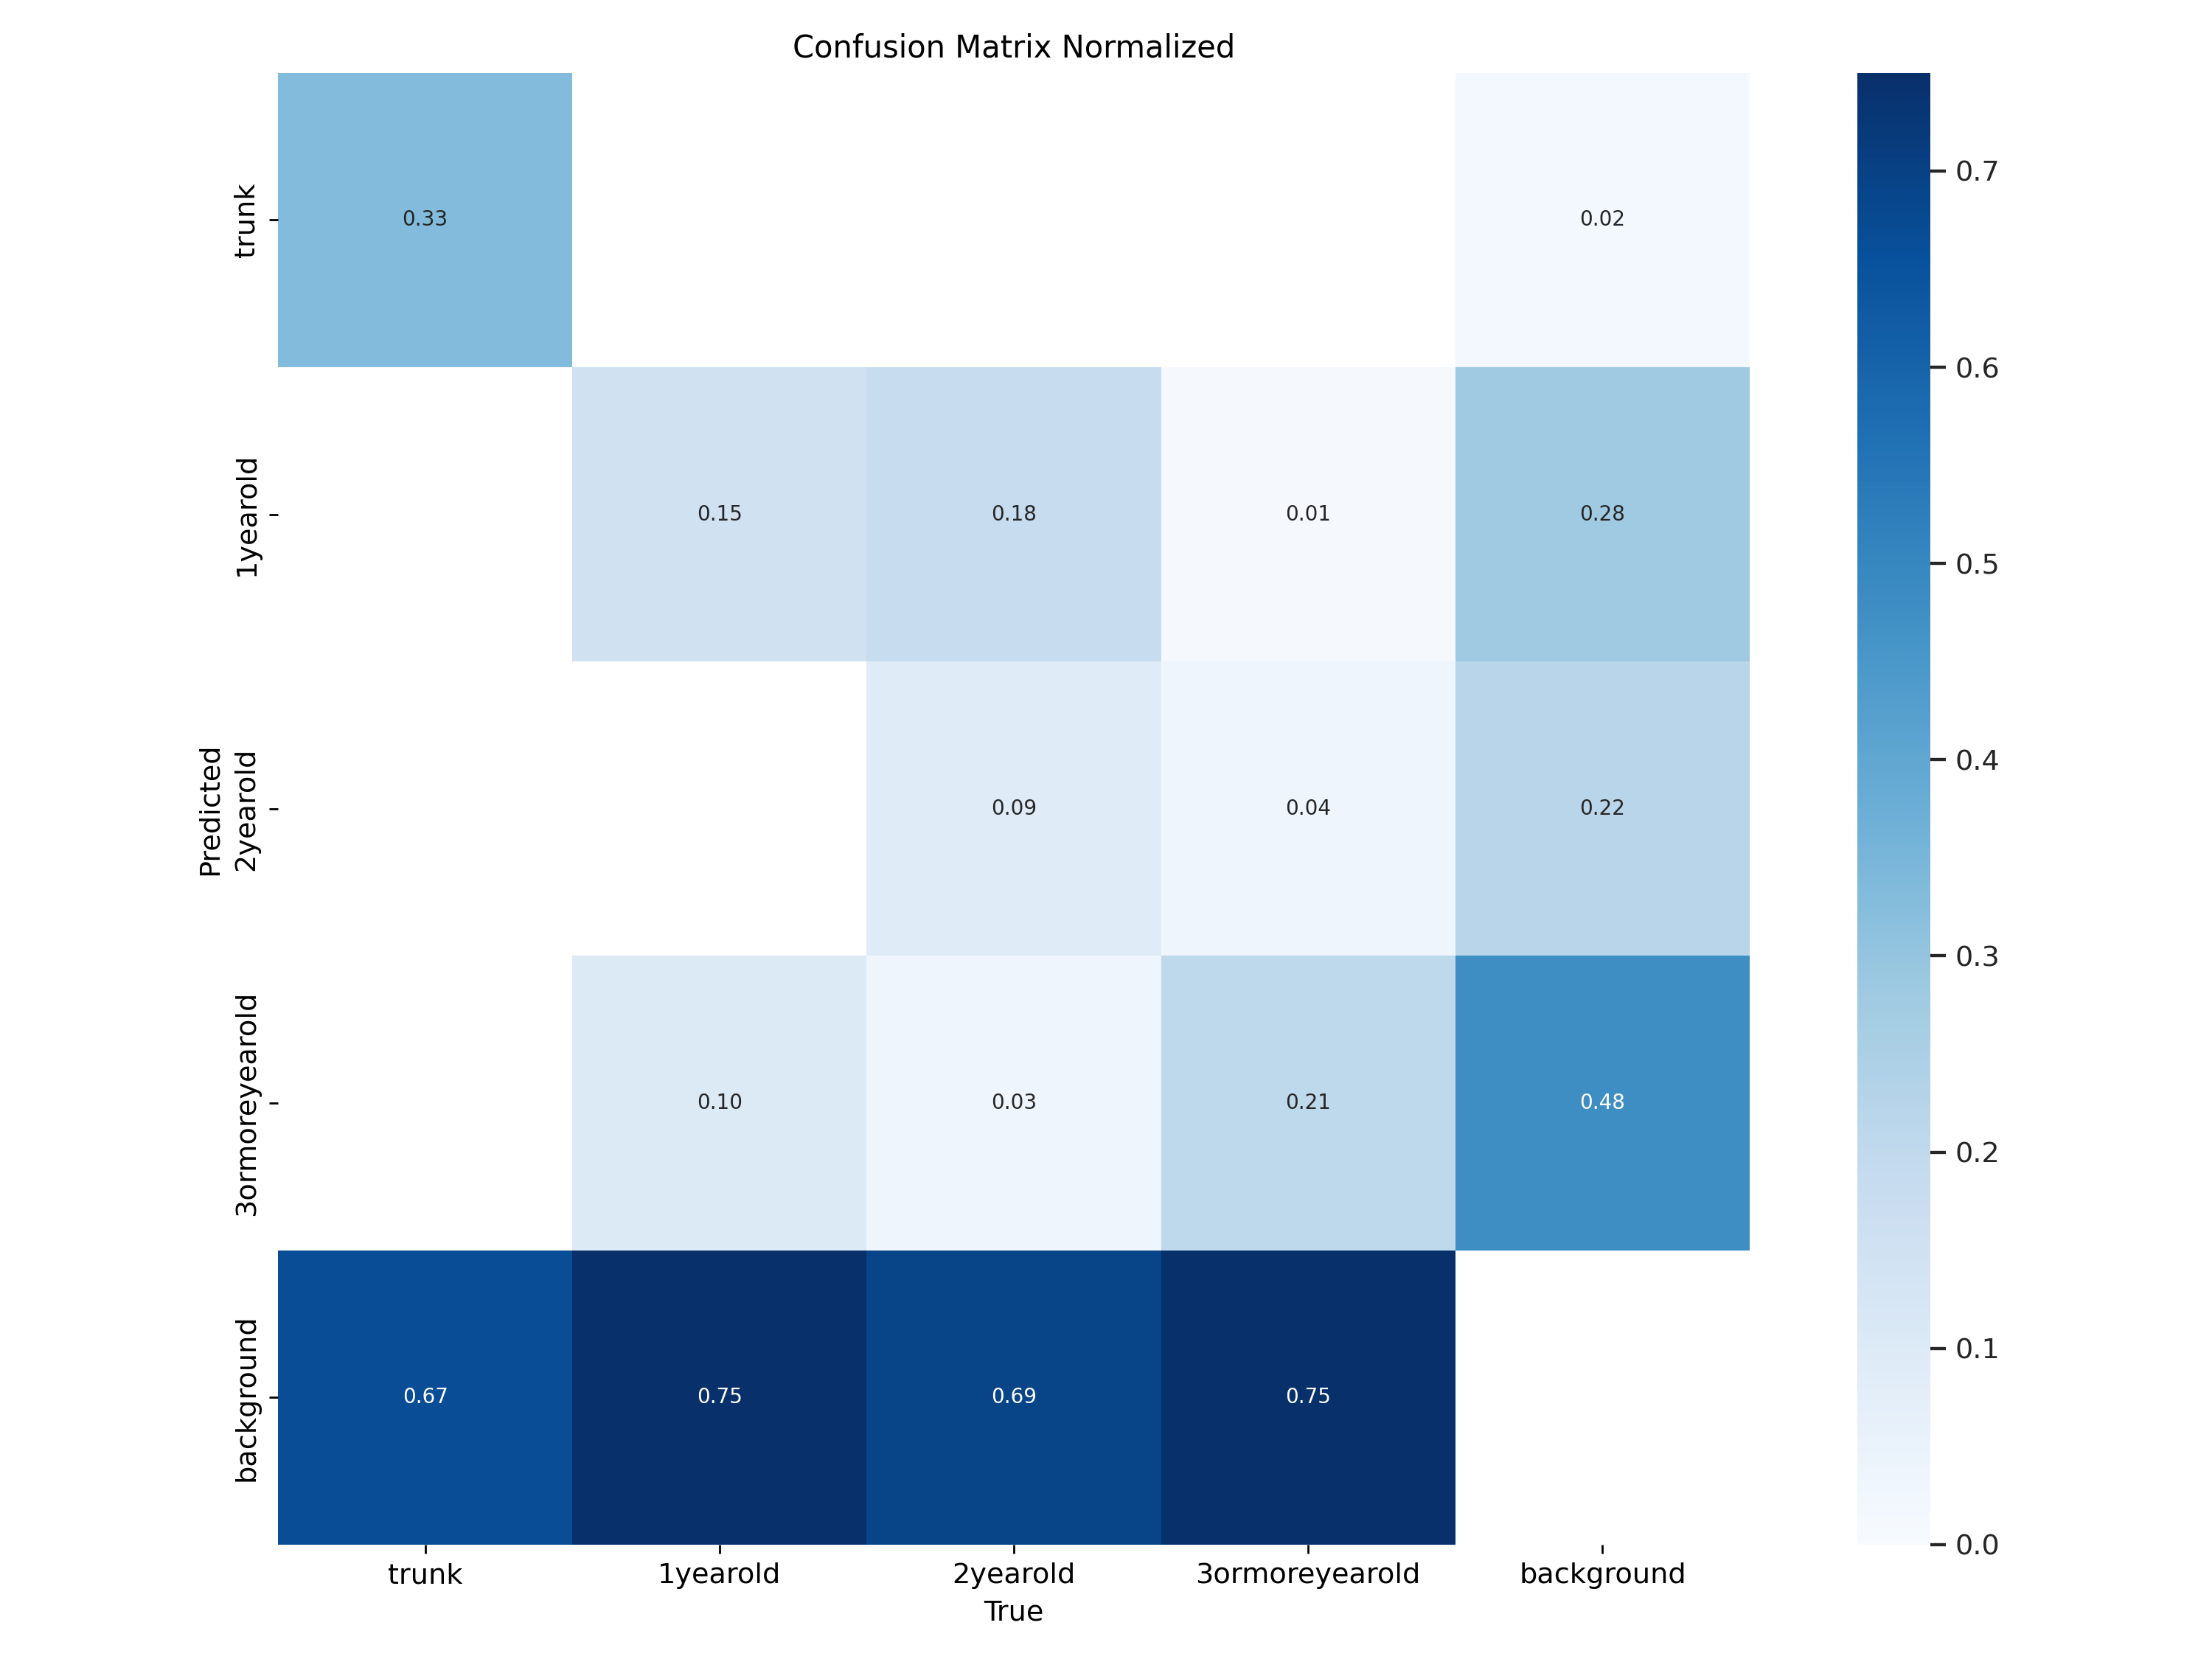 Confusion Matrix Normalized
trunk
0.33
0.02
1yearold
0.15
0.18
0.01
0.28
Predicted
2yearold
0.09
0.04
0.22
3ormoreyearold
0.10
0.03
0.21
0.48
background
0.67
0.75
0.69
0.75
trunk
1yearold
2yearold
3ormoreyearold
background
True
0.7
0.6
0.5
0.4
0.3
0.2
0.1
0.0